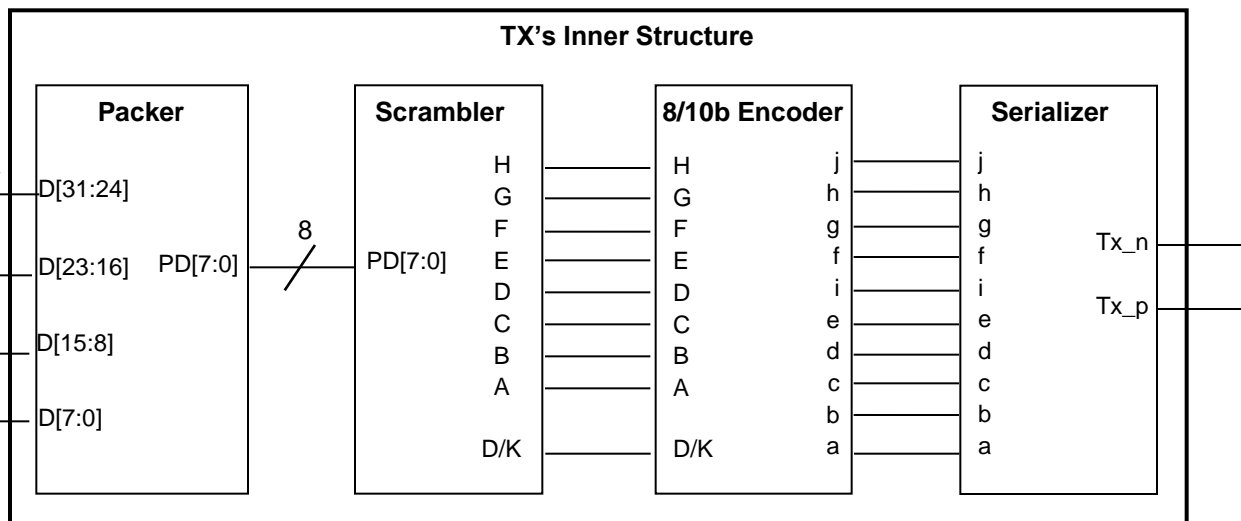 TX's Inner Structure
Packer
D[31:24]
D[23:16]
D[15:8]
D[7:0]
PD[7:0]
8
Scrambler
PD[7:0]
H
G
F
E
D
C
B
A
D/K
8/10b Encoder
H
G
F
E
D
C
B
A
D/K
j
h
g
f
i
e
d
c
b
a
Serializer
j
h
g
f
i
e
d
c
b
a
Tx_n
Tx_p